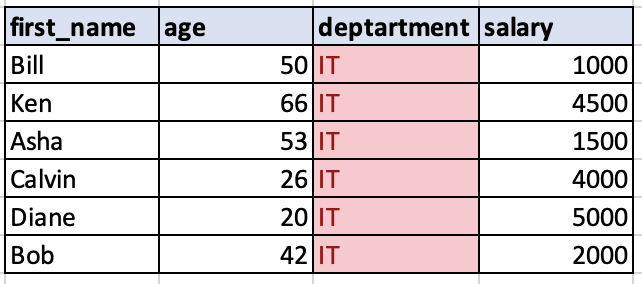 first_name age deptartment salary
Bill 50 IT 1000
Ken 66 IT 4500
Asha 53 IT 1500
Calvin 26 IT 4000
Diane 20 IT 5000
Bob 42 IT 2000